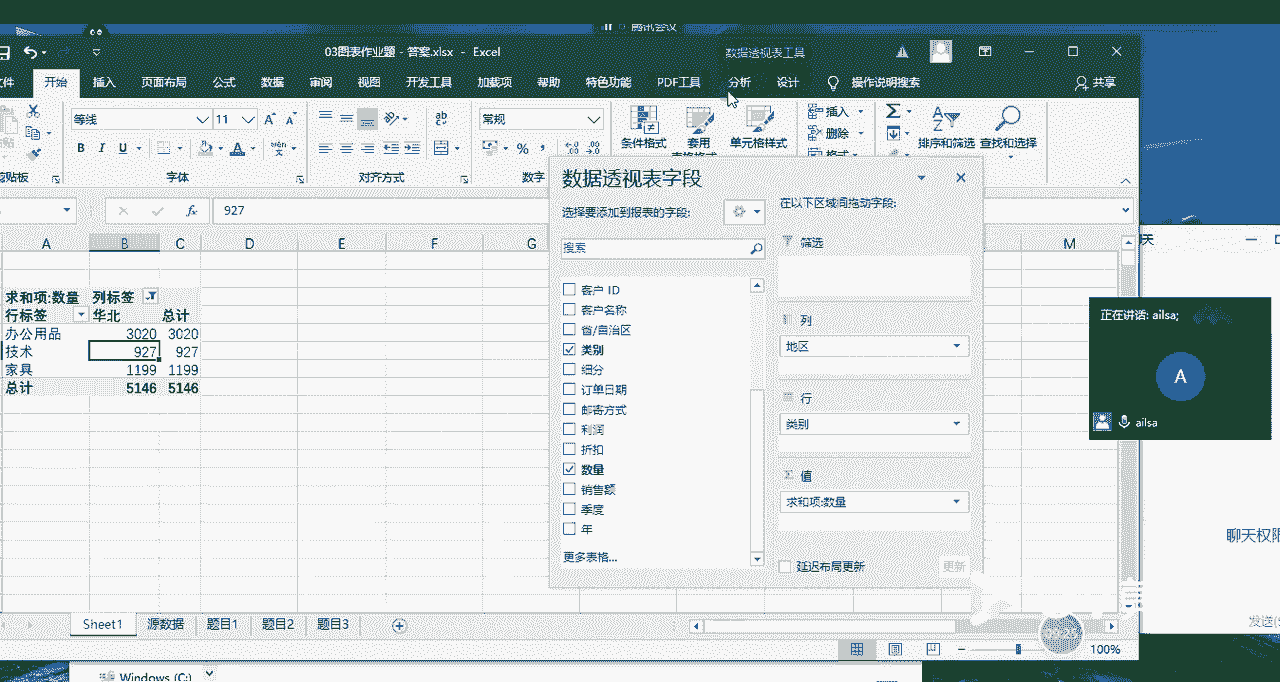 腾讯会议
03图表作业题 - 答案.xlsx - Excel
数据透视表工具
件 开始 插入 页面布局 公式 数据 审阅 视图 开发工具 加载项 帮助 特色功能 PDF工具 分析 设计 操作说明搜索 共享
等线 11 常规
插入
删除
格式
条件格式 套用 单元格样式 排序和筛选 查找和选择
表格格式
剪贴板 字体 对齐方式 数字
fx 927
A B C D E F G M
求和项:数量 列标签
行标签 华北 总计
办公用品 3020 3020
技术 927 927
家具 1199 1199
总计 5146 5146
数据透视表字段
选择要添加到报表的字段:
搜索
客户 ID
客户名称
省/自治区
类别
细分
订单日期
邮寄方式
利润
折扣
数量
销售额
季度
年
更多表格...
在以下区域间拖动字段:
筛选
列
地区
行
类别
Σ 值
求和项:数量
延迟布局更新 更新
Sheet1 源数据 题目1 题目2 题目3
100%
天
正在讲话: ailsa;
A
ailsa
聊天权限
发送(S
Windows (C:)